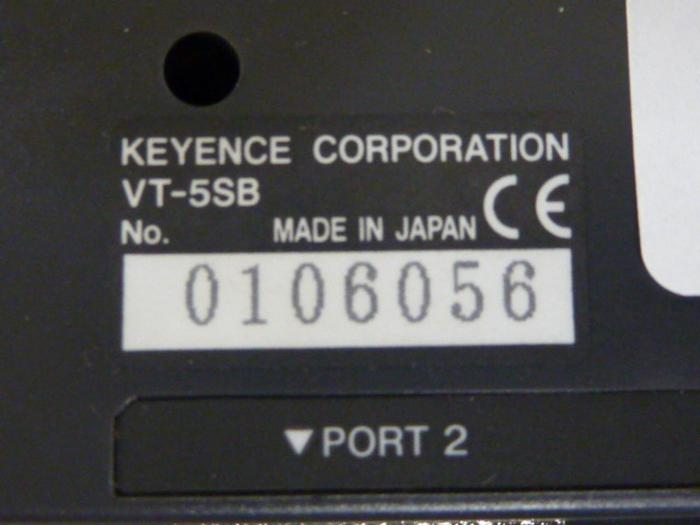 KEYENCE CORPORATION
VT-5SB
No. MADE IN JAPAN CE
0106056
▼PORT 2